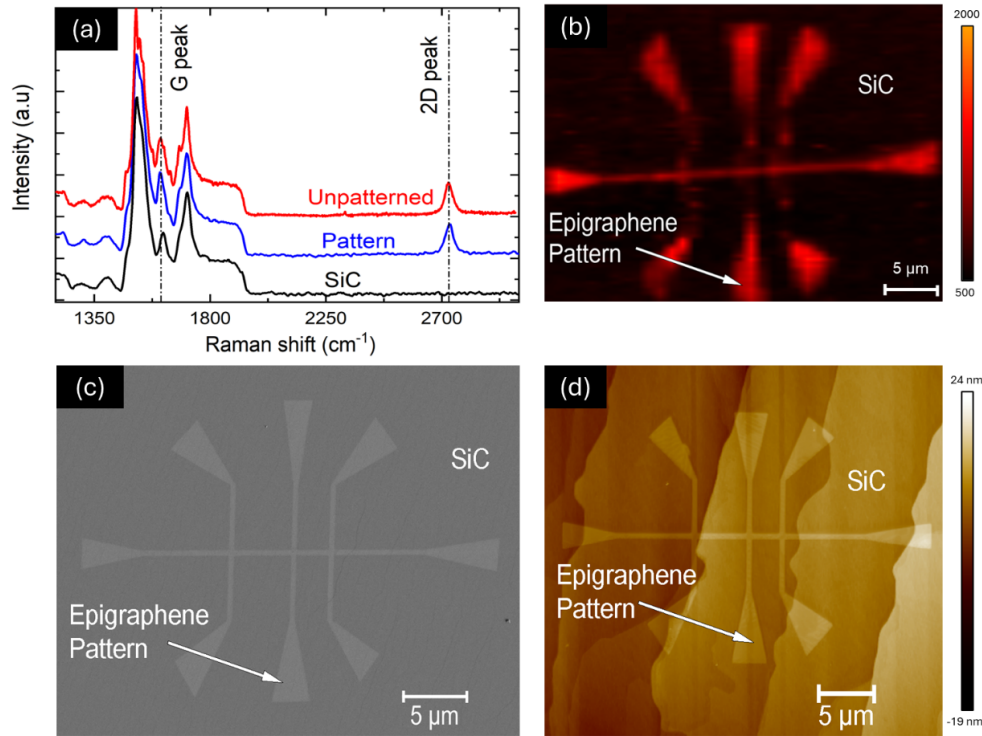 (a)
G peak
2D peak
Unpatterned
Pattern
SiC
Intensity (a.u)
1350
1800
2250
2700
Raman shift (cm⁻¹)
(b)
SiC
Epigraphene
Pattern
5 µm
2000
500
(c)
SiC
Epigraphene
Pattern
5 µm
(d)
SiC
Epigraphene
Pattern
5 µm
24 nm
-19 nm